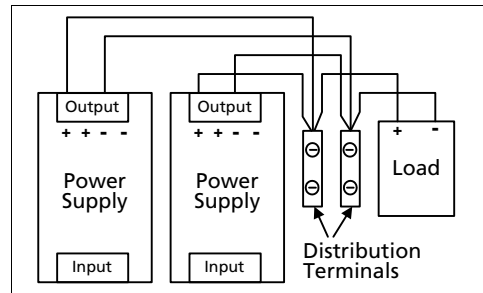 Output
+ + - -
Power
Supply
Input
Output
+ + - -
Power
Supply
Input
+ -
Load
Distribution
Terminals